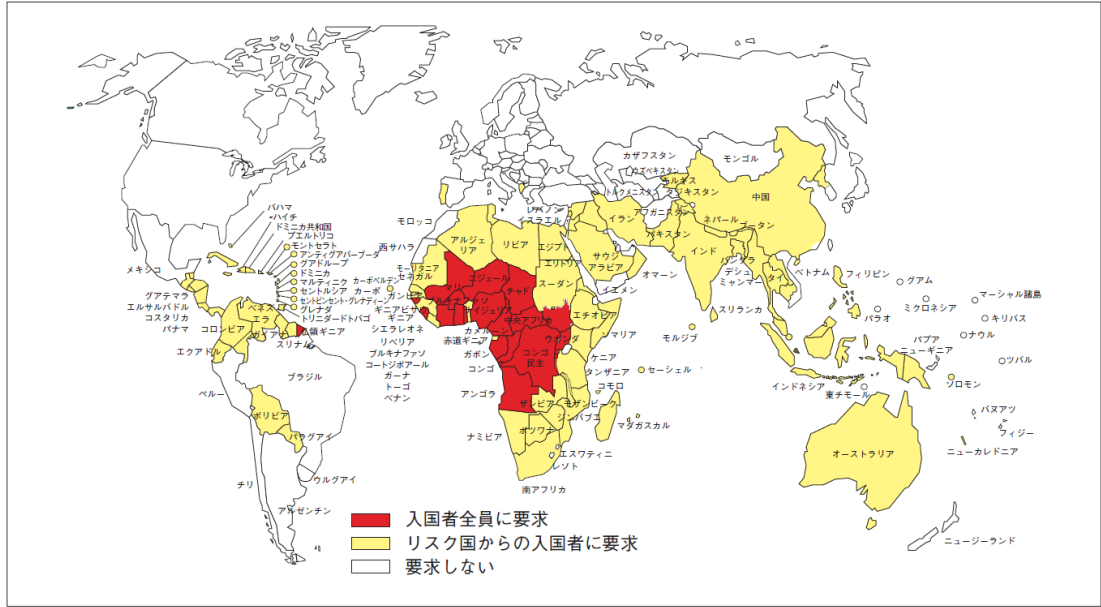 カザフスタン
モンゴル
ウズベキスタン
キルギス
トルクメニスタン
タジキスタン
中国
バハマ
ハイチ
ドミニカ共和国
プエルトリコ
モントセラト
アンティグアバーブータ
グアドループ
ドミニカ
マルティニク
セントルシア
セントビンセント・グレナディーン
グレナダ
トリニダードトバゴ
レバノン
イスラエル
モロッコ
アフガニスタン
イラン
ネパール
ブータン
パキスタン
西サハラ
アルジェ
リア
リビア
エジプト
サウジ
アラビア
インド
バングラ
デシュ
ミャンマー
タイ
ベトナム
フィリピン
グアム
マーシャル諸島
ミクロネシア
メキシコ
モーリタニア
セネガル
カーボベルデン
カーボ
マリ
ニジェール
チャド
エリトリア
スーダン
オマーン
イエメン
グアテマラ
エルサルバドル
コスタリカ
パナマ
ベネズ
エラ
コロンビア
ガイアナ
仏領ギアナ
スリナム
ガンビア
ブルキナファソ
ギニアビサウ
ギニア
ナイジェリア
中央アフリカ
エチオピア
スリランカ
パラオ
キリバス
シエラレオネ
カメルーン
赤道ギニア
リベリア
ソマリア
モルジブ
ナウル
パプア
ニューギニア
エクアドル
ブルキナファソ
ガボン
ウガンダ
コンゴ
民主
ケニア
コートジボアール
コンゴ
タンザニア
セーシェル
ツバル
ブラジル
ガーナ
トーゴ
ベナン
ペルー
アンゴラ
コモロ
インドネシア
東チモール
ソロモン
ザンビア
モザンビーク
ジンバブエ
マダガスカル
バヌアツ
フィジー
ボリビア
パラグアイ
ナミビア
ボツワナ
エスワティニ
レソト
オーストラリア
ニューカレドニア
チリ
ウルグアイ
南アフリカ
アルゼンチン
ニュージーランド
入国者全員に要求
リスク国からの入国者に要求
要求しない